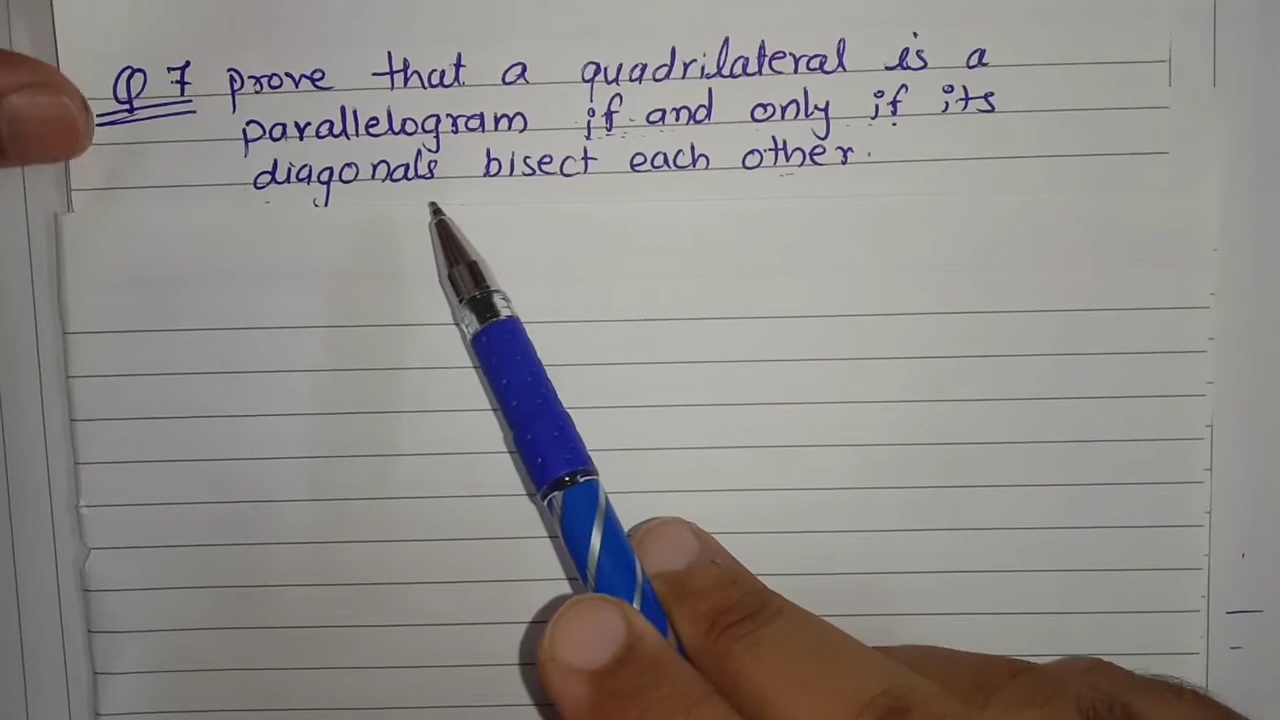 Q 7 prove that a quadrilateral is a
parallelogram if and only if its
diagonals bisect each other.